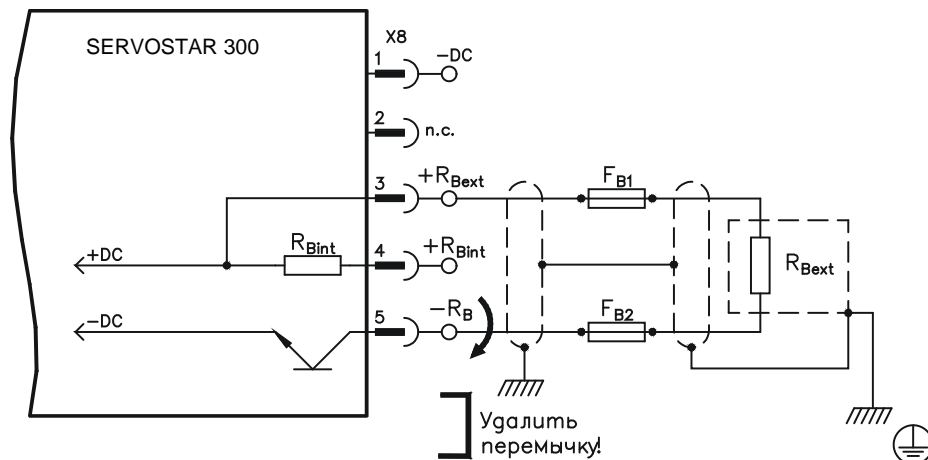 SERVOSTAR 300
X8
1
−DC
2
n.c.
3
+RBext
FB1
+DC
RBint
4
+RBint
RBext
−DC
5
−RB
FB2
Удалить
перемычку!